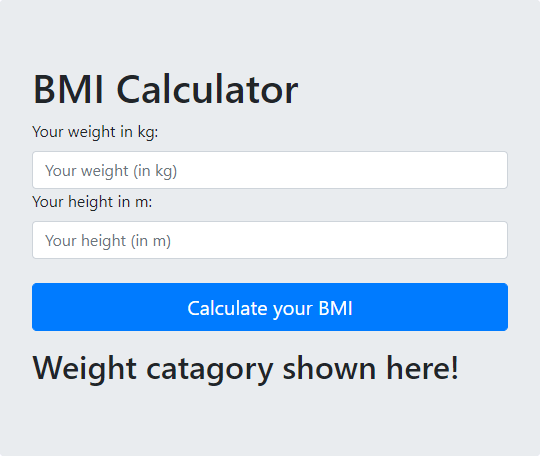 BMI Calculator
Your weight in kg:
Your weight (in kg)
Your height in m:
Your height (in m)
Calculate your BMI
Weight catagory shown here!